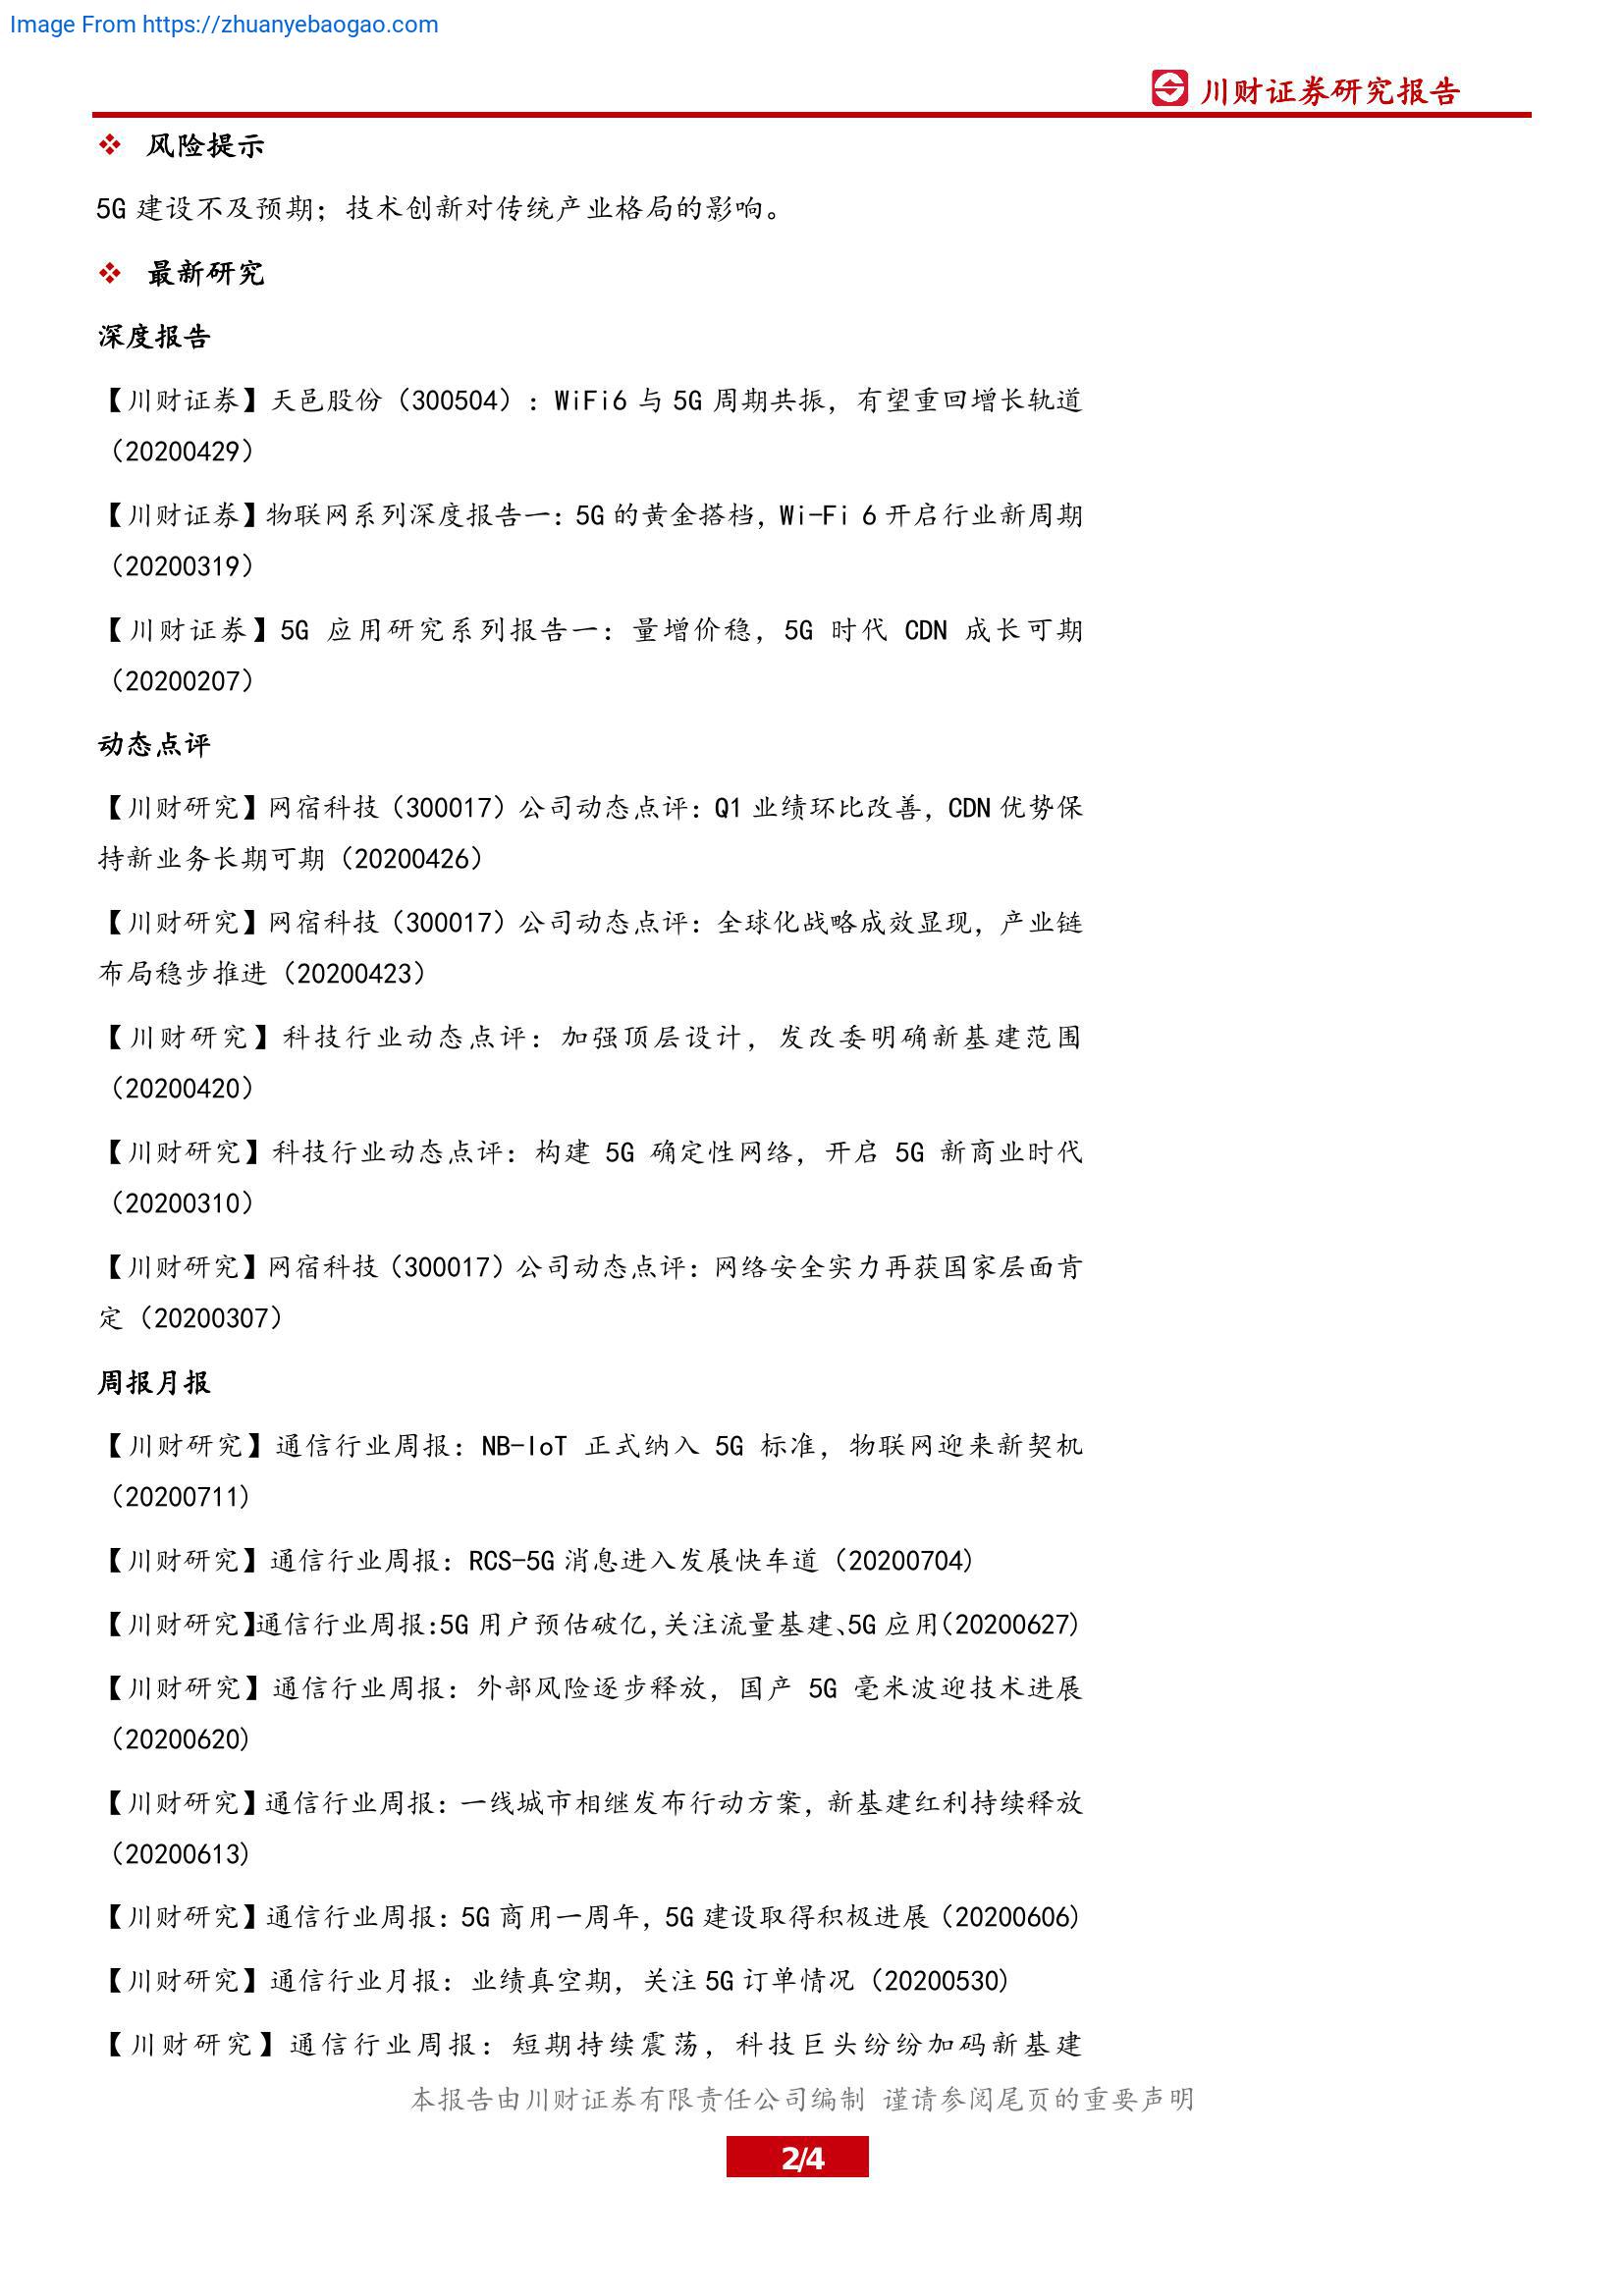 Image From https://zhuanyebaogao.com
川财证券研究报告
❖ 风险提示
5G 建设不及预期；技术创新对传统产业格局的影响。
❖ 最新研究
深度报告
【川财证券】天邑股份（300504）：WiFi6 与 5G 周期共振，有望重回增长轨道
（20200429）
【川财证券】物联网系列深度报告一：5G 的黄金搭档，Wi-Fi 6 开启行业新周期
（20200319）
【川财证券】5G 应用研究系列报告一：量增价稳，5G 时代 CDN 成长可期
（20200207）
动态点评
【川财研究】网宿科技（300017）公司动态点评：Q1 业绩环比改善，CDN 优势保
持新业务长期可期（20200426）
【川财研究】网宿科技（300017）公司动态点评：全球化战略成效显现，产业链
布局稳步推进（20200423）
【川财研究】科技行业动态点评：加强顶层设计，发改委明确新基建范围
（20200420）
【川财研究】科技行业动态点评：构建 5G 确定性网络，开启 5G 新商业时代
（20200310）
【川财研究】网宿科技（300017）公司动态点评：网络安全实力再获国家层面肯
定（20200307）
周报月报
【川财研究】通信行业周报：NB-IoT 正式纳入 5G 标准，物联网迎来新契机
（20200711)
【川财研究】通信行业周报：RCS-5G 消息进入发展快车道（20200704)
【川财研究】通信行业周报：5G 用户预估破亿，关注流量基建、5G 应用（20200627)
【川财研究】通信行业周报：外部风险逐步释放，国产 5G 毫米波迎技术进展
（20200620)
【川财研究】通信行业周报：一线城市相继发布行动方案，新基建红利持续释放
（20200613)
【川财研究】通信行业周报：5G 商用一周年，5G 建设取得积极进展（20200606)
【川财研究】通信行业月报：业绩真空期，关注 5G 订单情况（20200530)
【川财研究】通信行业周报：短期持续震荡，科技巨头纷纷加码新基建
本报告由川财证券有限责任公司编制 谨请参阅尾页的重要声明
2/4